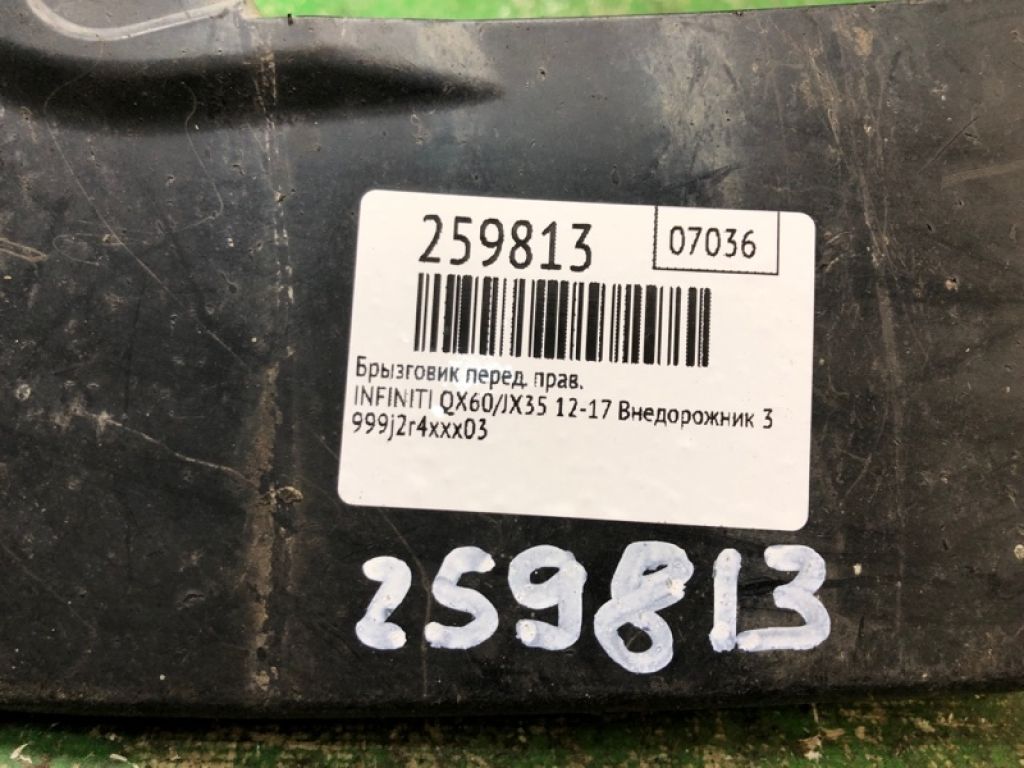 259813
07036
Брызговик перед. прав.
INFINITI QX60/JX35 12-17 Внедорожник 3
999j2r4xxx03
259813